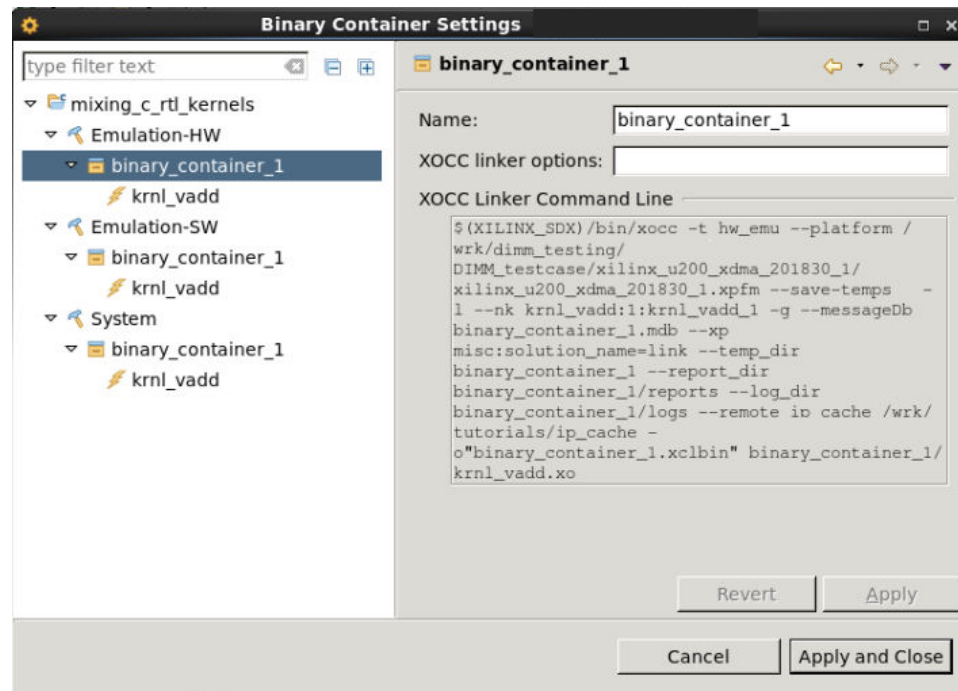 Binary Container Settings
type filter text
mixing_c_rtl_kernels
Emulation-HW
binary_container_1
krnl_vadd
Emulation-SW
binary_container_1
krnl_vadd
System
binary_container_1
krnl_vadd
binary_container_1
Name: binary_container_1
XOCC linker options:
XOCC Linker Command Line
$(XILINX_SDX)/bin/xocc -t hw_emu --platform /
wrk/dimm_testing/
DIMM_testcase/xilinx_u200_xdma_201830_1/
xilinx_u200_xdma_201830_1.xpfm --save-temps -
l --nk krnl_vadd:1:krnl_vadd_1 -g --messageDb
binary_container_1.mdb --xp
misc:solution_name=link --temp_dir
binary_container_1 --report_dir
binary_container_1/reports --log_dir
binary_container_1/logs --remote_ip_cache /wrk/
tutorials/ip_cache -
o"binary_container_1.xclbin" binary_container_1/
krnl_vadd.xo
Revert Apply
Cancel Apply and Close